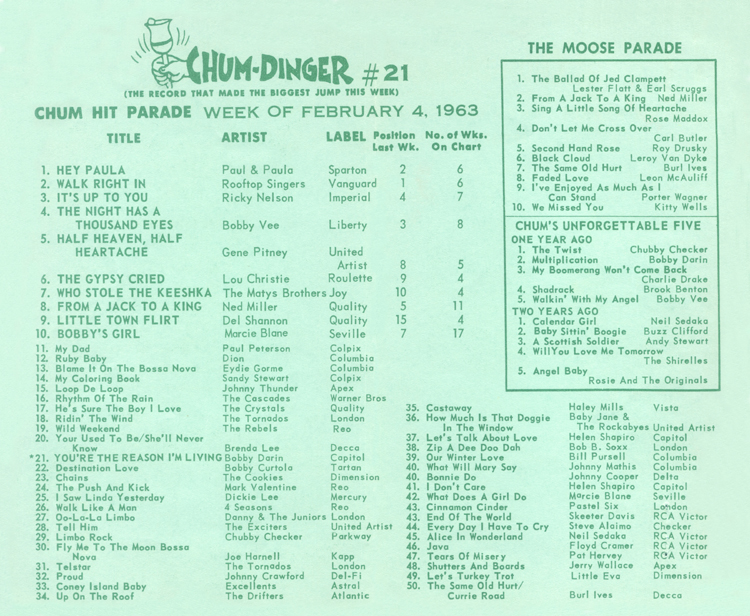 CHUM-DINGER #21
(THE RECORD THAT MADE THE BIGGEST JUMP THIS WEEK)
CHUM HIT PARADE WEEK OF FEBRUARY 4, 1963
TITLE ARTIST LABEL Position Last Wk. No. of Wks. On Chart
1. HEY PAULA Paul & Paula Sparton 2 6
2. WALK RIGHT IN Rooftop Singers Vanguard 1 6
3. IT'S UP TO YOU Ricky Nelson Imperial 4 7
4. THE NIGHT HAS A
THOUSAND EYES Bobby Vee Liberty 3 8
5. HALF HEAVEN, HALF
HEARTACHE Gene Pitney United
Artist 8 5
6. THE GYPSY CRIED Lou Christie Roulette 9 4
7. WHO STOLE THE KEESHKA The Matys Brothers Joy 10 4
8. FROM A JACK TO A KING Ned Miller Quality 5 11
9. LITTLE TOWN FLIRT Del Shannon Quality 15 4
10. BOBBY'S GIRL Marcie Blane Seville 7 17
11. My Dad Paul Peterson Colpix
12. Ruby Baby Dion Columbia
13. Blame It On The Bossa Nova Eydie Gorme Columbia
14. My Coloring Book Sandy Stewart Colpix
15. Loop De Loop Johnny Thunder Apex
16. Rhythm Of The Rain The Cascades Warner Bros
17. He's Sure The Boy I Love The Crystals Quality
18. Ridin' The Wind The Tornados London
19. Wild Weekend The Rebels Reo
20. Your Used To Be/She'll Never
Know Brenda Lee Decca
*21. YOU'RE THE REASON I'M LIVING Bobby Darin Capitol
22. Destination Love Bobby Curtola Tartan
23. Chains The Cookies Dimension
24. The Push And Kick Mark Valentine Reo
25. I Saw Linda Yesterday Dickie Lee Mercury
26. Walk Like A Man 4 Seasons Reo
27. Oo-La-La Limbo Danny & The Juniors London
28. Tell Him The Exciters United Artist
29. Limbo Rock Chubby Checker Parkway
30. Fly Me To The Moon Bossa
Nova Joe Harnell Kapp
31. Telstar The Tornados London
32. Proud Johnny Crawford Del-Fi
33. Coney Island Baby Excellents Astral
34. Up On The Roof The Drifters Atlantic
35. Castaway Haley Mills Vista
36. How Much Is That Doggie Baby Jane &
In The Window The Rockabyes United Artist
37. Let's Talk About Love Helen Shapiro Capitol
38. Zip A Dee Doo Dah Bob B. Soxx London
39. Our Winter Love Bill Pursell Columbia
40. What Will Mary Say Johnny Mathis Columbia
40. Bonnie Do Johnny Cooper Delta
41. I Don't Care Helen Shapiro Capitol
42. What Does A Girl Do Marcie Blane Seville
43. Cinnamon Cinder Pastel Six London
43. End Of The World Skeeter Davis RCA Victor
44. Every Day I Have To Cry Steve Alaimo Checker
45. Alice In Wonderland Neil Sedaka RCA Victor
46. Java Floyd Cramer RCA Victor
47. Tears Of Misery Pat Hervey RCA Victor
48. Shutters And Boards Jerry Wallace Apex
49. Let's Turkey Trot Little Eva Dimension
50. The Same Old Hurt/
Currie Road Burl Ives Decca
THE MOOSE PARADE
1. The Ballad Of Jed Clampett
Lester Flatt & Earl Scruggs
2. From A Jack To A King Ned Miller
3. Sing A Little Song Of Heartache
Rose Maddox
4. Don't Let Me Cross Over
Carl Butler
5. Second Hand Rose Roy Drusky
6. Black Cloud Leroy Van Dyke
7. The Same Old Hurt Burl Ives
8. Faded Love Leon McAuliff
9. I've Enjoyed As Much As I
Can Stand Porter Wagner
10. We Missed You Kitty Wells
CHUM'S UNFORGETTABLE FIVE
ONE YEAR AGO
1. The Twist Chubby Checker
2. Multiplication Bobby Darin
3. My Boomerang Won't Come Back
Charlie Drake
4. Shadrack Brook Benton
5. Walkin' With My Angel Bobby Vee
TWO YEARS AGO
1. Calendar Girl Neil Sedaka
2. Baby Sittin' Boogie Buzz Clifford
3. A Scottish Soldier Andy Stewart
4. Will You Love Me Tomorrow
The Shirelles
5. Angel Baby
Rosie And The Originals